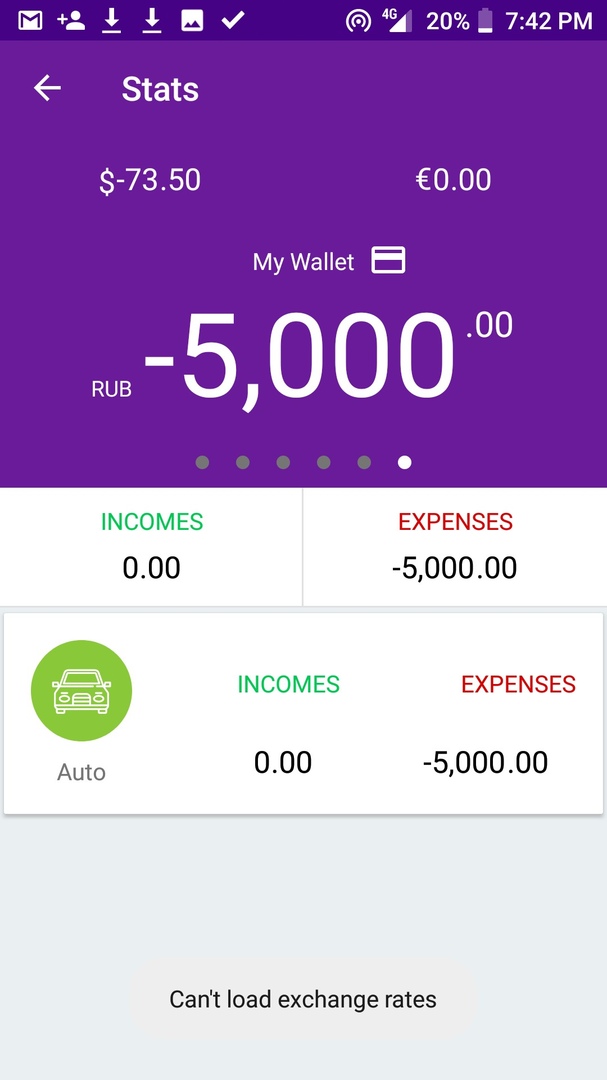 4G 20% 7:42 PM
Stats
$-73.50 €0.00
My Wallet
RUB -5,000.00
INCOMES EXPENSES
0.00 -5,000.00
INCOMES EXPENSES
Auto 0.00 -5,000.00
Can't load exchange rates